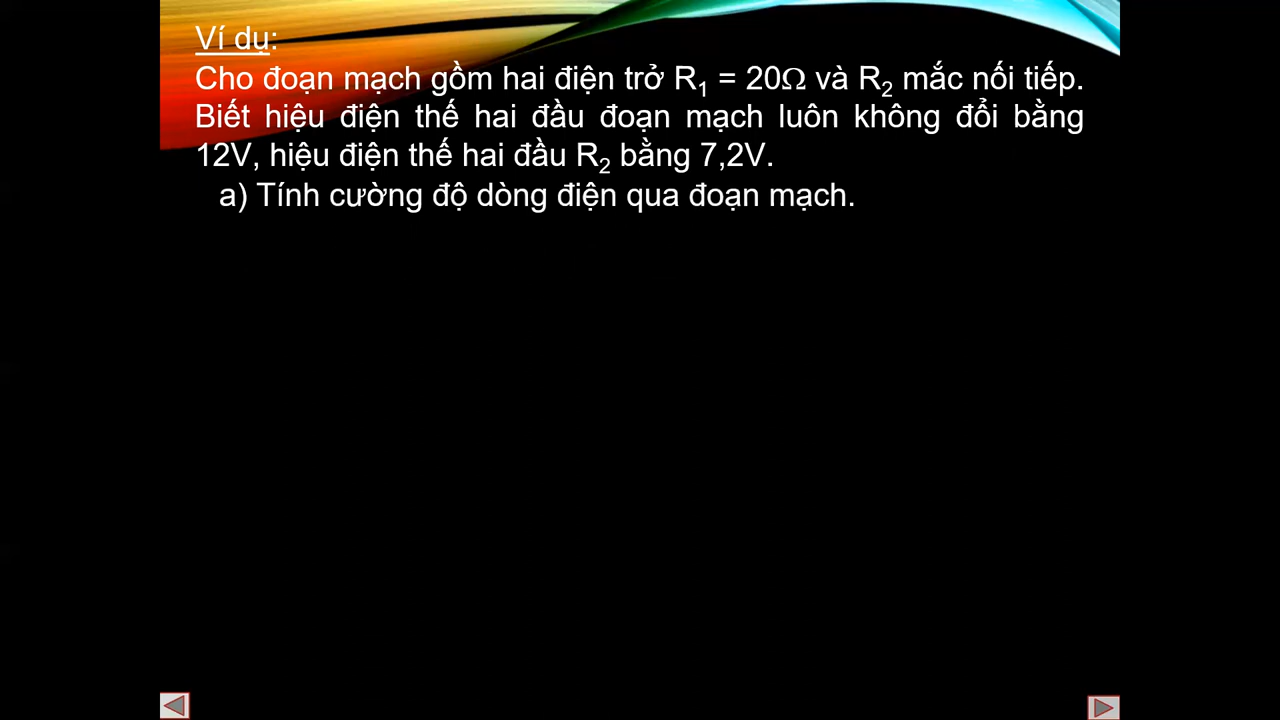 Ví dụ:
Cho đoạn mạch gồm hai điện trở R₁ = 20Ω và R₂ mắc nối tiếp.
Biết hiệu điện thế hai đầu đoạn mạch luôn không đổi bằng
12V, hiệu điện thế hai đầu R₂ bằng 7,2V.
a) Tính cường độ dòng điện qua đoạn mạch.